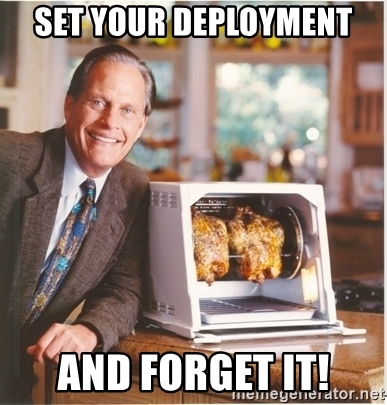 SET YOUR DEPLOYMENT
AND FORGET IT!
memegenerator.net